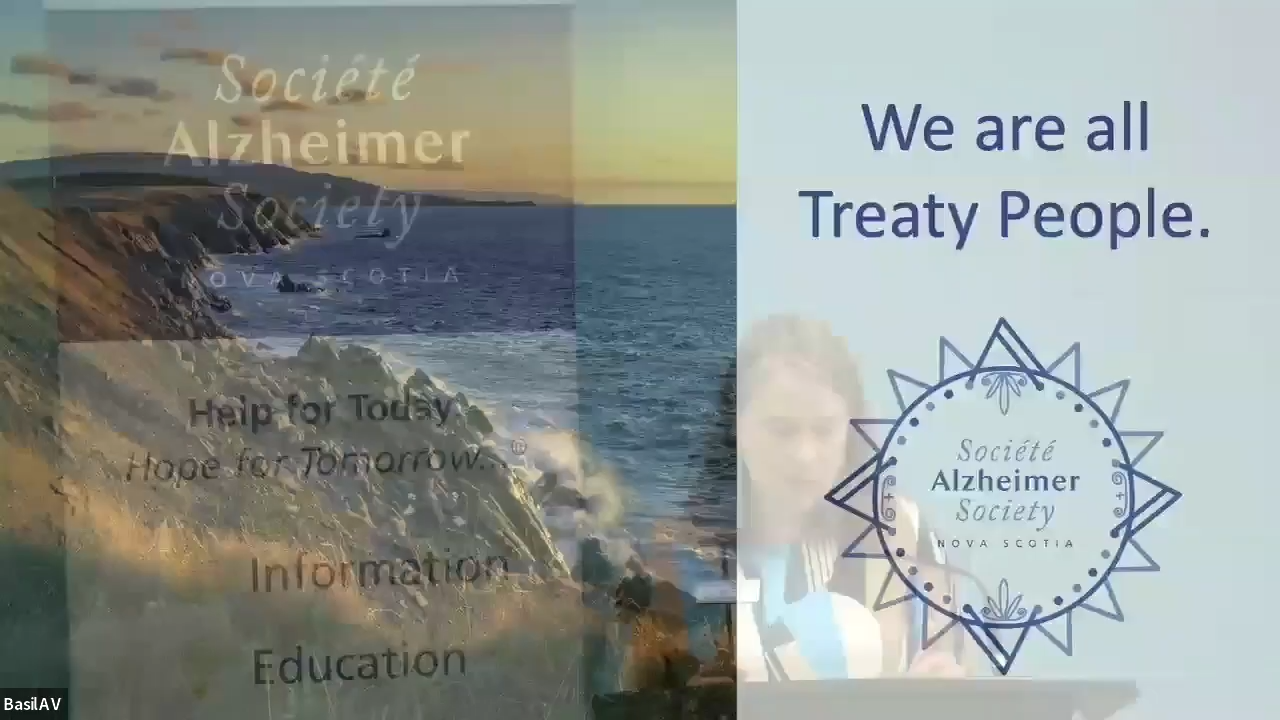 Société
Alzheimer
Society
NOVA SCOTIA
Help for Today.
Hope for Tomorrow...®
Information
Education
We are all
Treaty People.
Société
Alzheimer
Society
NOVA SCOTIA
BasilAV